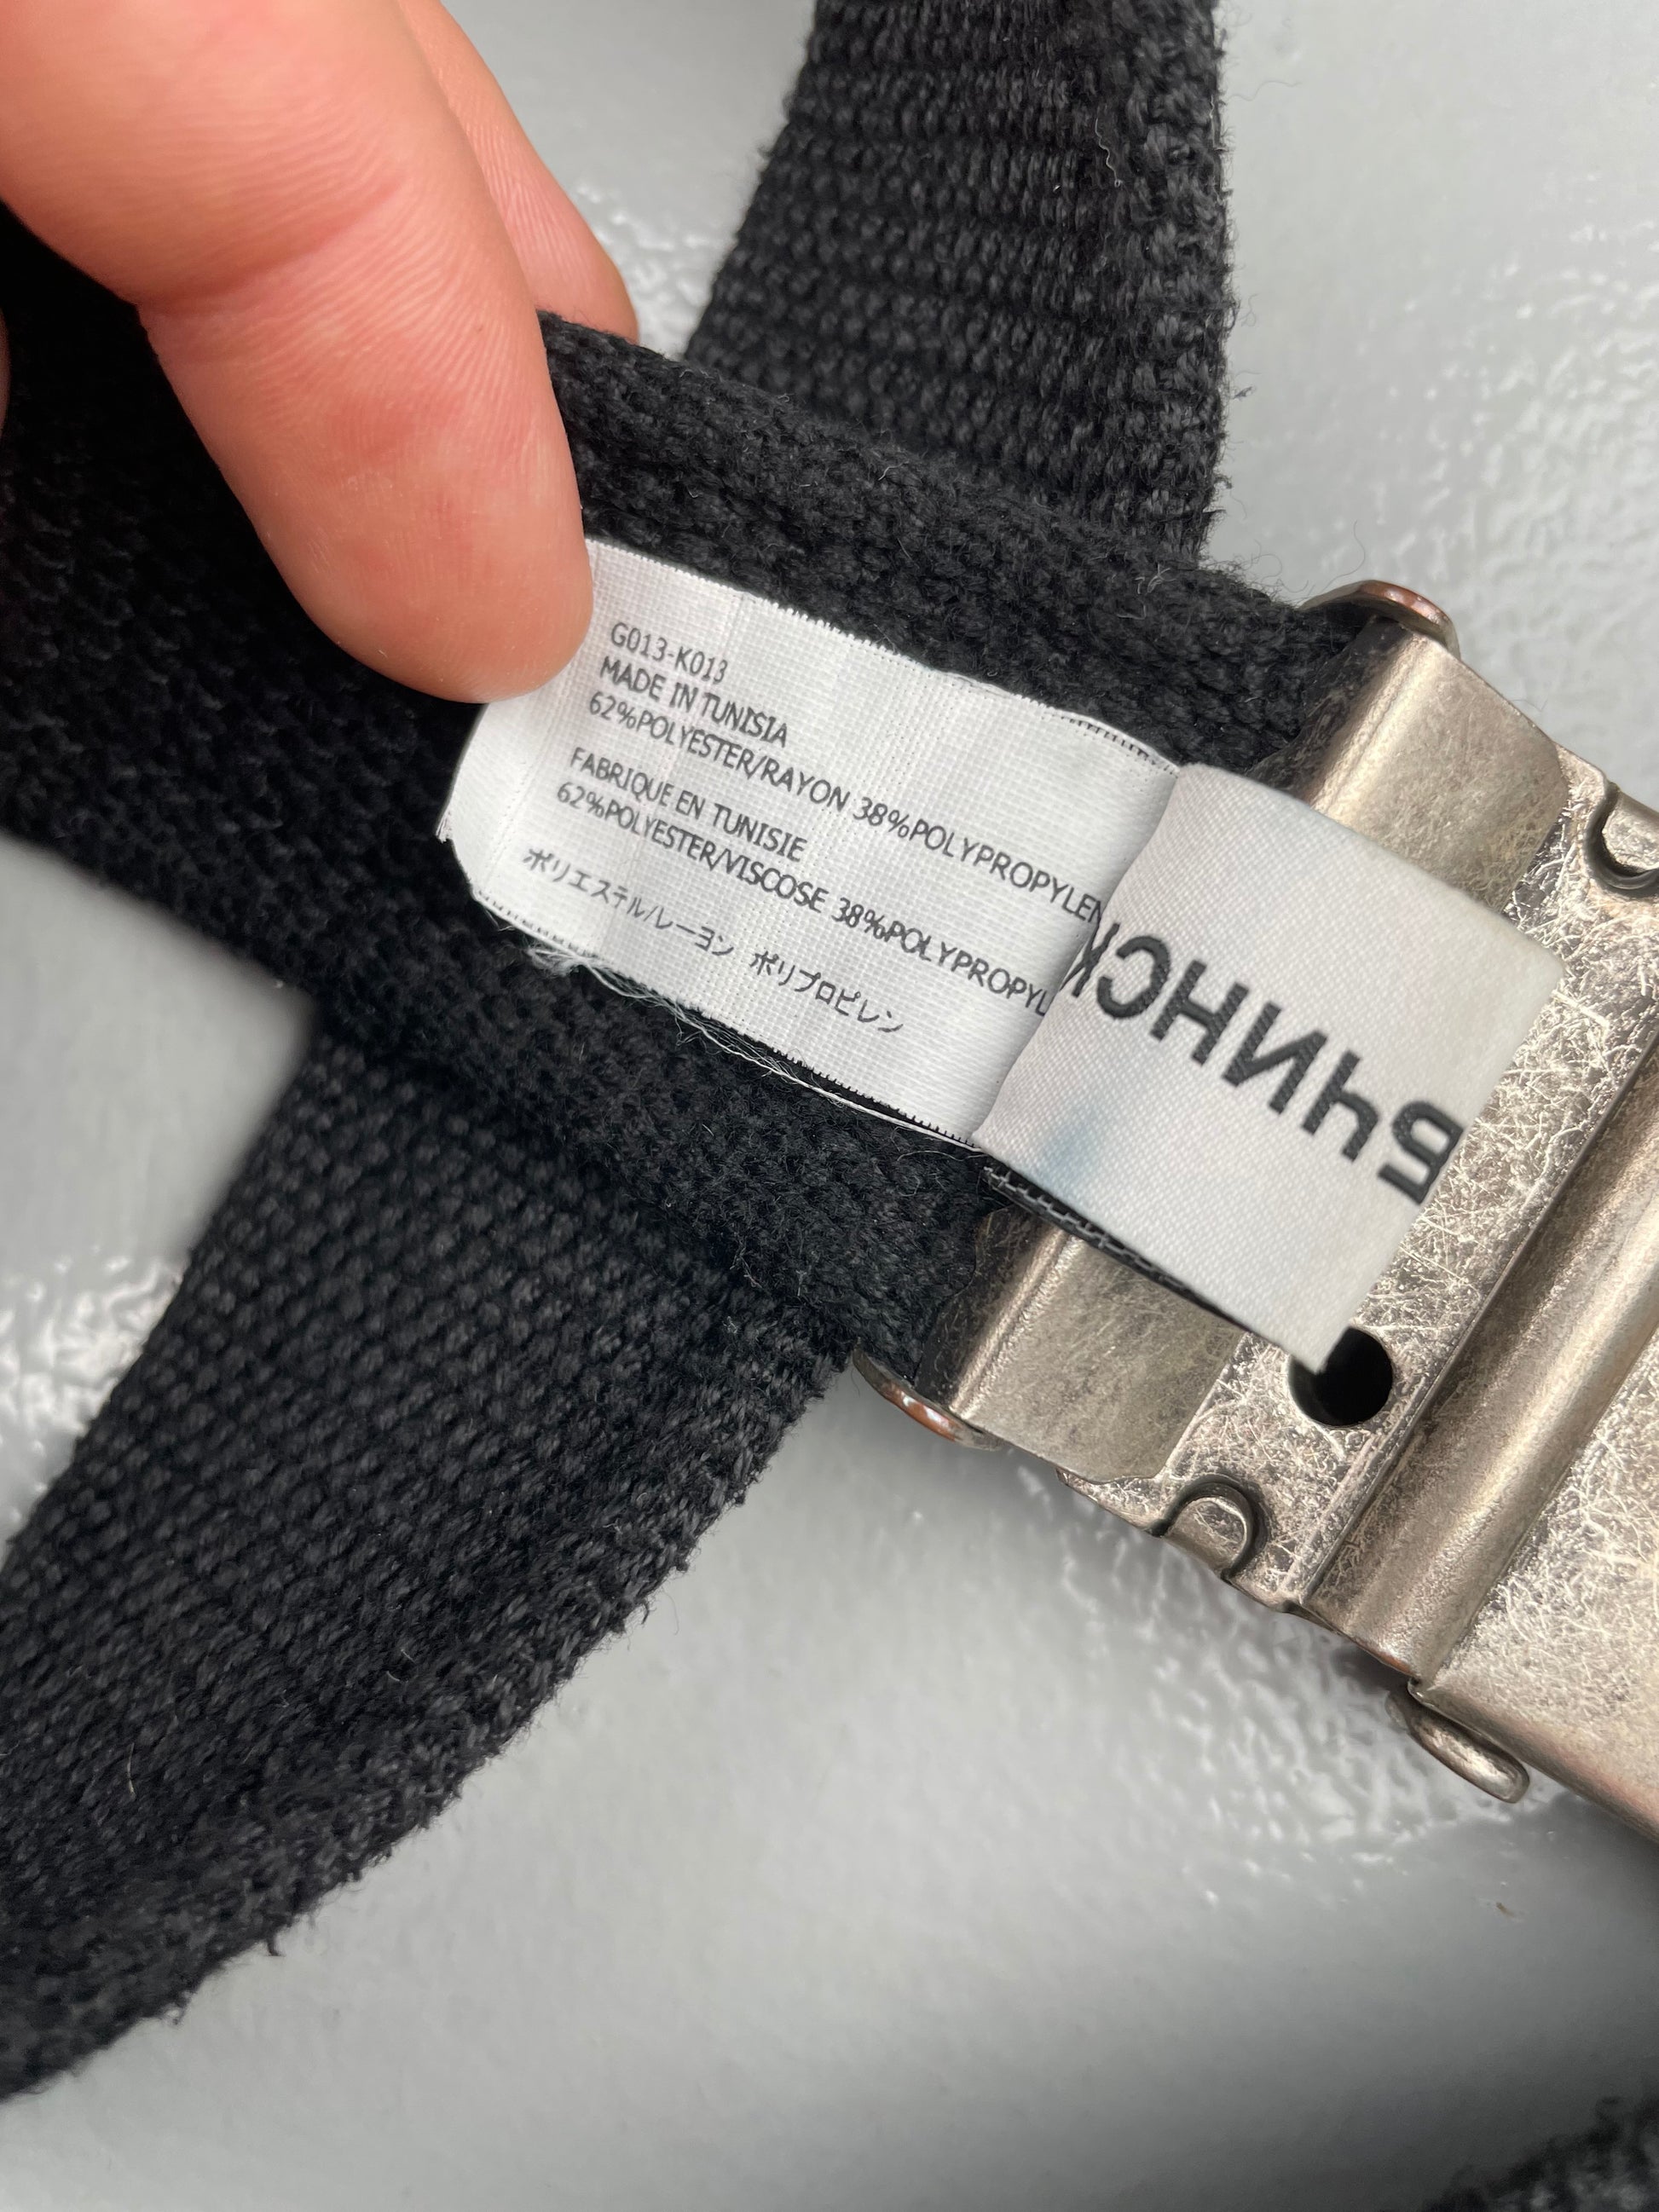 G013-K013
MADE IN TUNISIA
62%POLYESTER/RAYON 38%POLYPROPYLEN
FABRIQUE EN TUNISIE
62%POLYESTER/VISCOSE 38%POLYPROPYL
ポリエステル/レーヨン ポリプロピレン
БЧИНСК